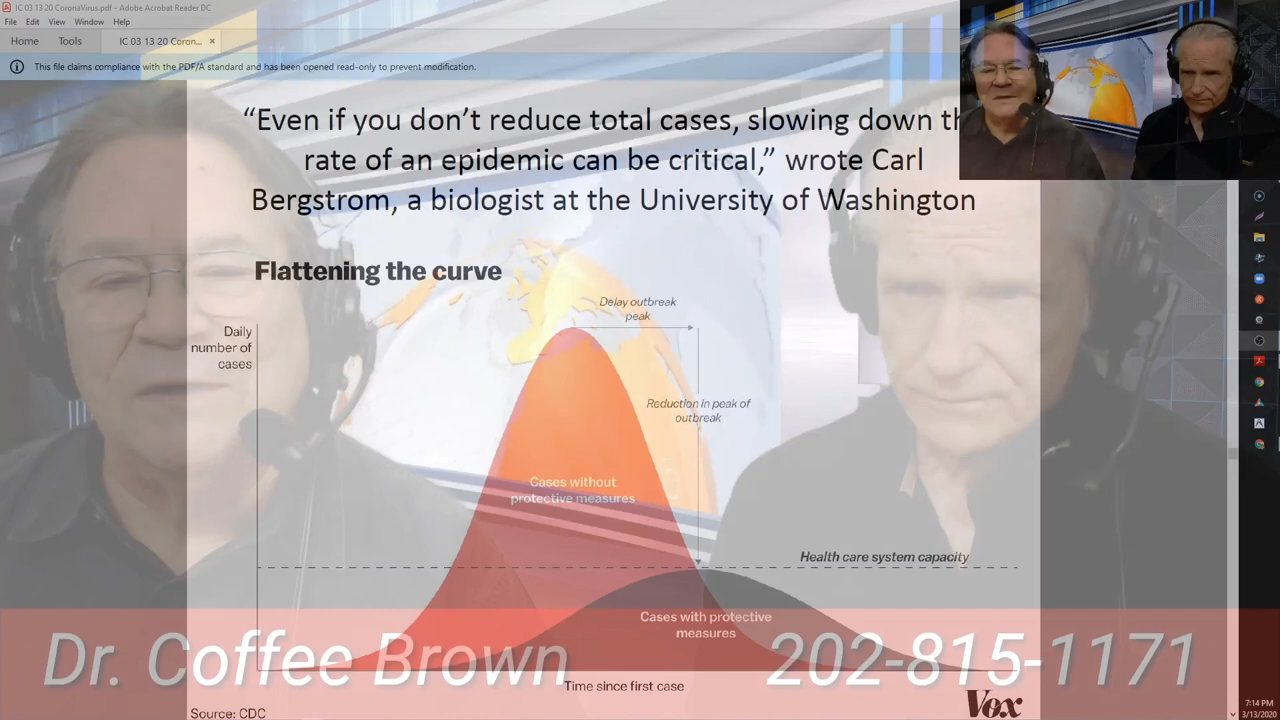 IC 03 13 20 CoronaVirus.pdf - Adobe Acrobat Reader DC
File Edit View Window Help
Home Tools IC 03 13 20 Coron... ×
This file claims compliance with the PDF/A standard and has been opened read-only to prevent modification.
“Even if you don’t reduce total cases, slowing down
rate of an epidemic can be critical,” wrote Carl
Bergstrom, a biologist at the University of Washington
Flattening the curve
Delay outbreak
peak
Daily
number of
cases
Reduction in peak of
outbreak
Cases without
protective measures
Health care system capacity
Cases with protective
measures
Dr. Coffee Brown 202-815-1171
Time since first case
Vox
Source: CDC
7:14 PM
3/13/2020